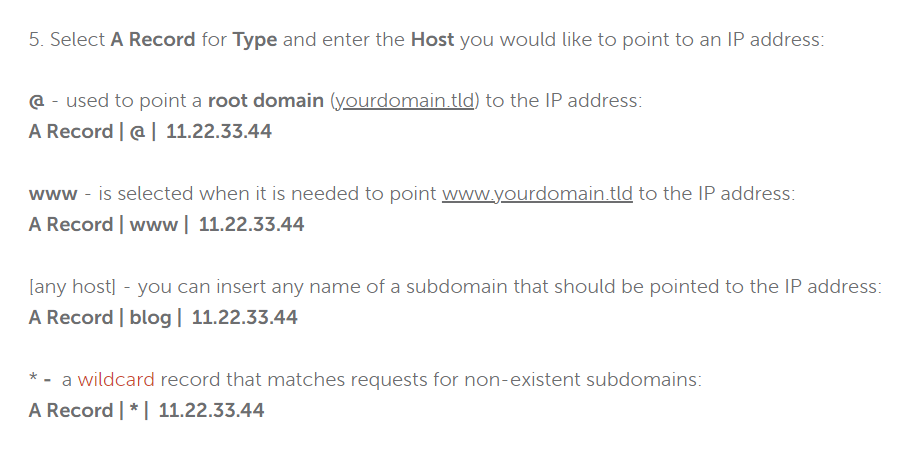 5. Select A Record for Type and enter the Host you would like to point to an IP address:
@ - used to point a root domain (yourdomain.tld) to the IP address:
A Record | @ | 11.22.33.44
www - is selected when it is needed to point www.yourdomain.tld to the IP address:
A Record | www | 11.22.33.44
[any host] - you can insert any name of a subdomain that should be pointed to the IP address:
A Record | blog | 11.22.33.44
* - a wildcard record that matches requests for non-existent subdomains:
A Record | * | 11.22.33.44